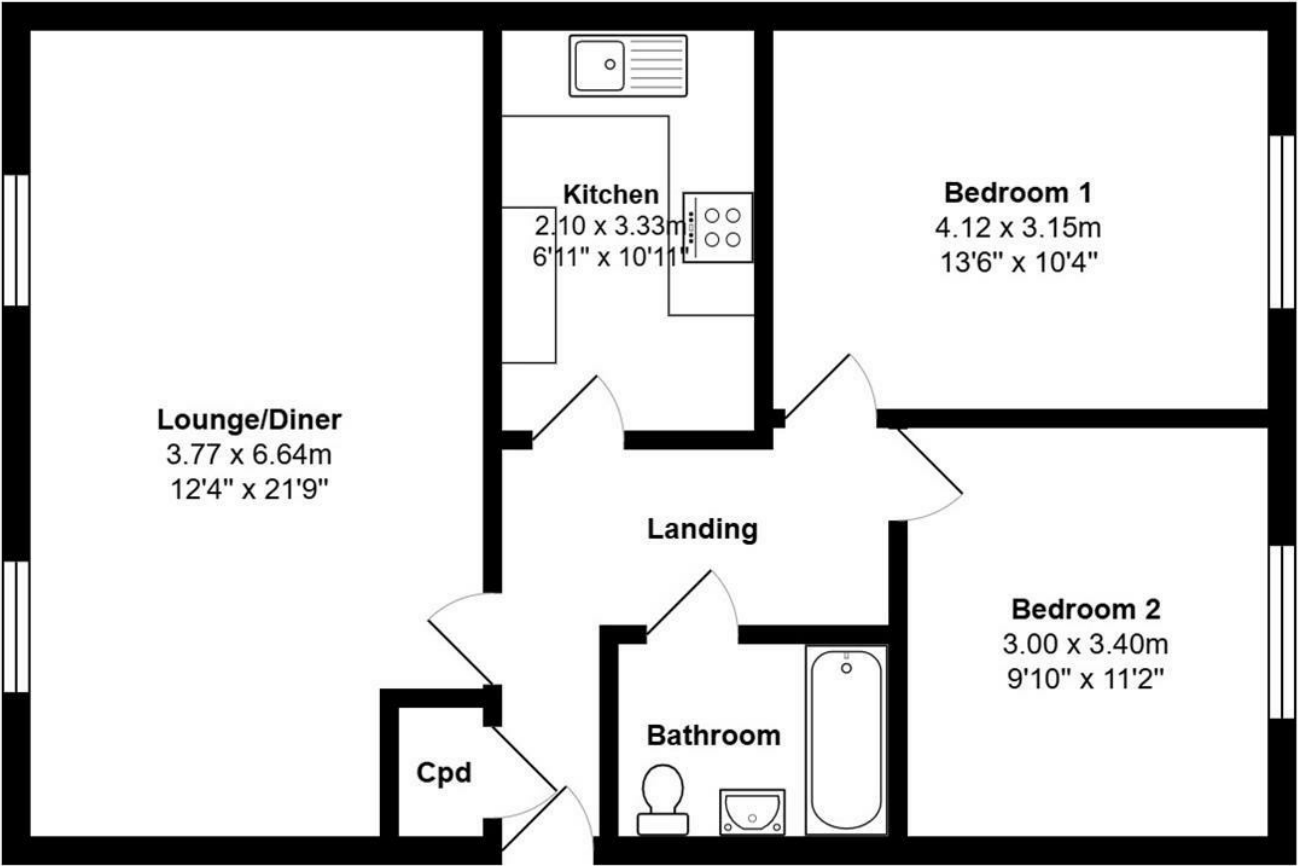 Kitchen
2.10 x 3.33m
6'11" x 10'11"
Bedroom 1
4.12 x 3.15m
13'6" x 10'4"
Lounge/Diner
3.77 x 6.64m
12'4" x 21'9"
Landing
Bedroom 2
3.00 x 3.40m
9'10" x 11'2"
Bathroom
Cpd